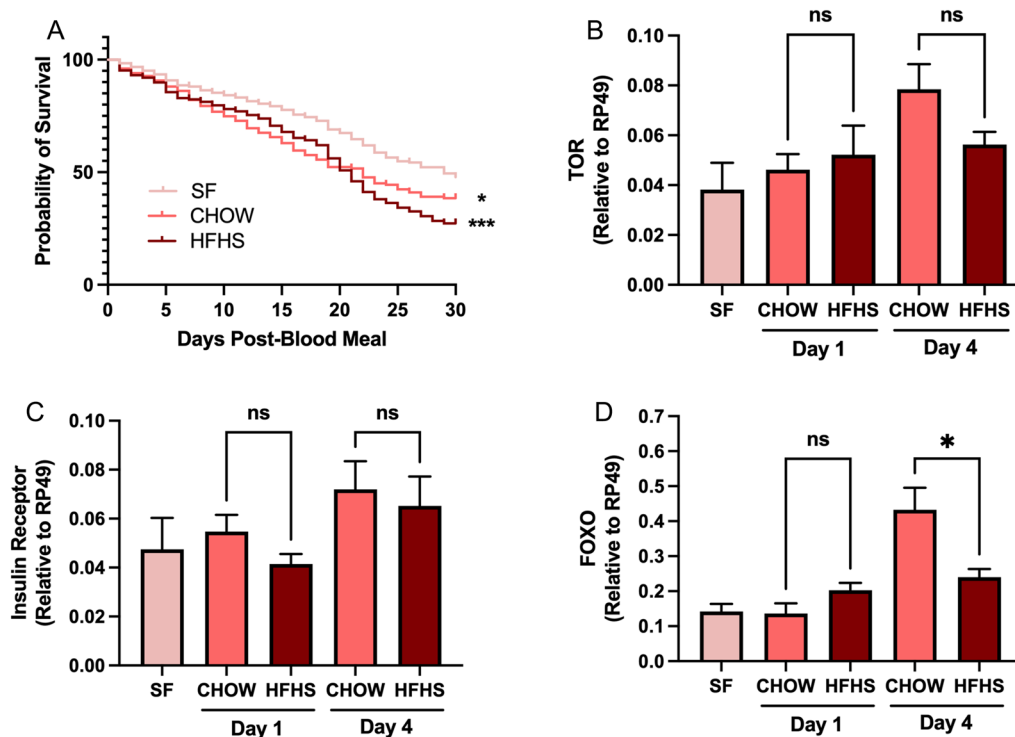 A
Probability of Survival
100
50
0
SF
CHOW
HFHS
*
***
0 5 10 15 20 25 30
Days Post-Blood Meal
B
TOR
(Relative to RP49)
0.10
0.08
0.06
0.04
0.02
0.00
ns ns
SF CHOW HFHS CHOW HFHS
Day 1 Day 4
C
Insulin Receptor
(Relative to RP49)
0.10
0.08
0.06
0.04
0.02
0.00
ns ns
SF CHOW HFHS CHOW HFHS
Day 1 Day 4
D
FOXO
(Relative to RP49)
0.7
0.6
0.5
0.4
0.3
0.2
0.1
0.0
ns *
SF CHOW HFHS CHOW HFHS
Day 1 Day 4